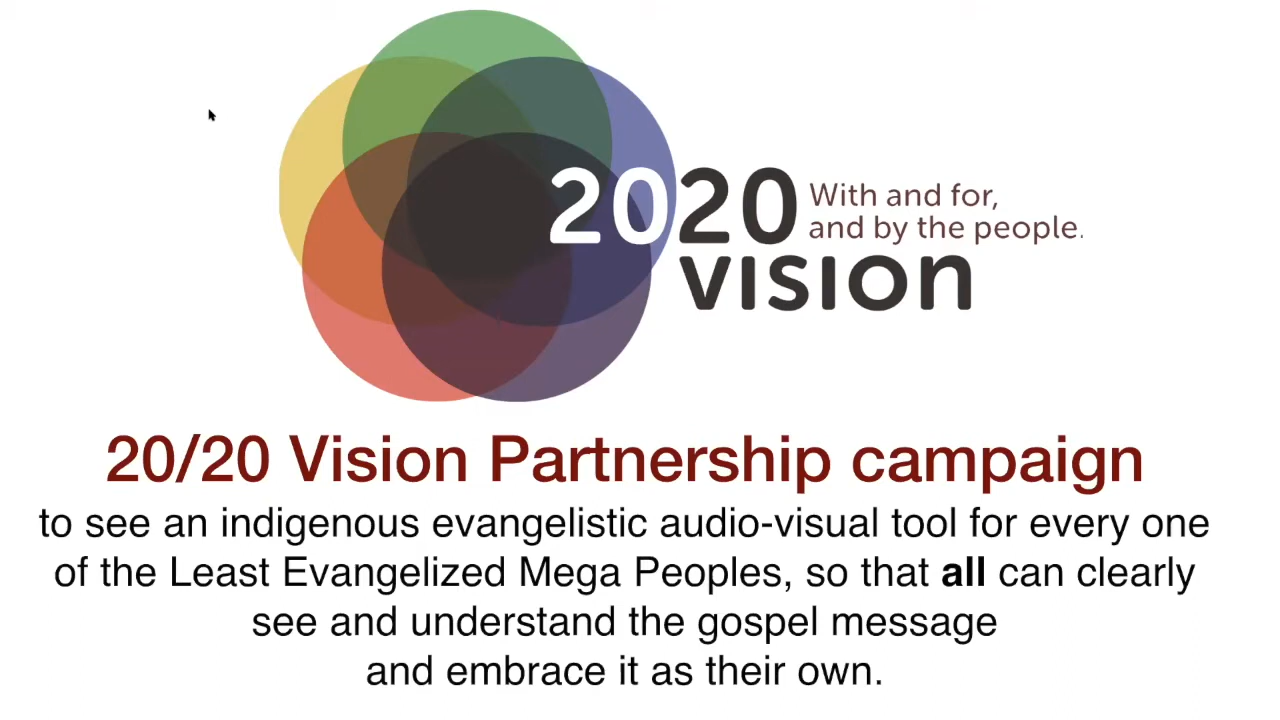 2020
With and for,
and by the people.
vision
20/20 Vision Partnership campaign
to see an indigenous evangelistic audio-visual tool for every one
of the Least Evangelized Mega Peoples, so that all can clearly
see and understand the gospel message
and embrace it as their own.